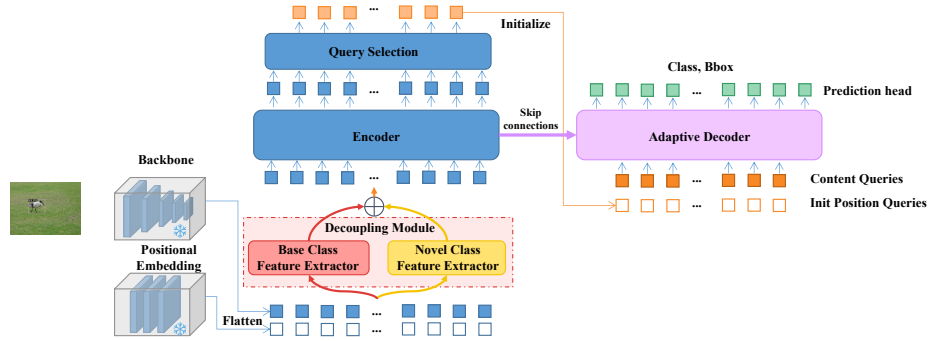 ...
Initialize
Query Selection
Class, Bbox
...
...
Prediction head
Encoder
Skip
connections
Adaptive Decoder
Backbone
...
...
Content Queries
...
Init Position Queries
Decoupling Module
Positional
Embedding
Base Class
Feature Extractor
Novel Class
Feature Extractor
Flatten
...
...